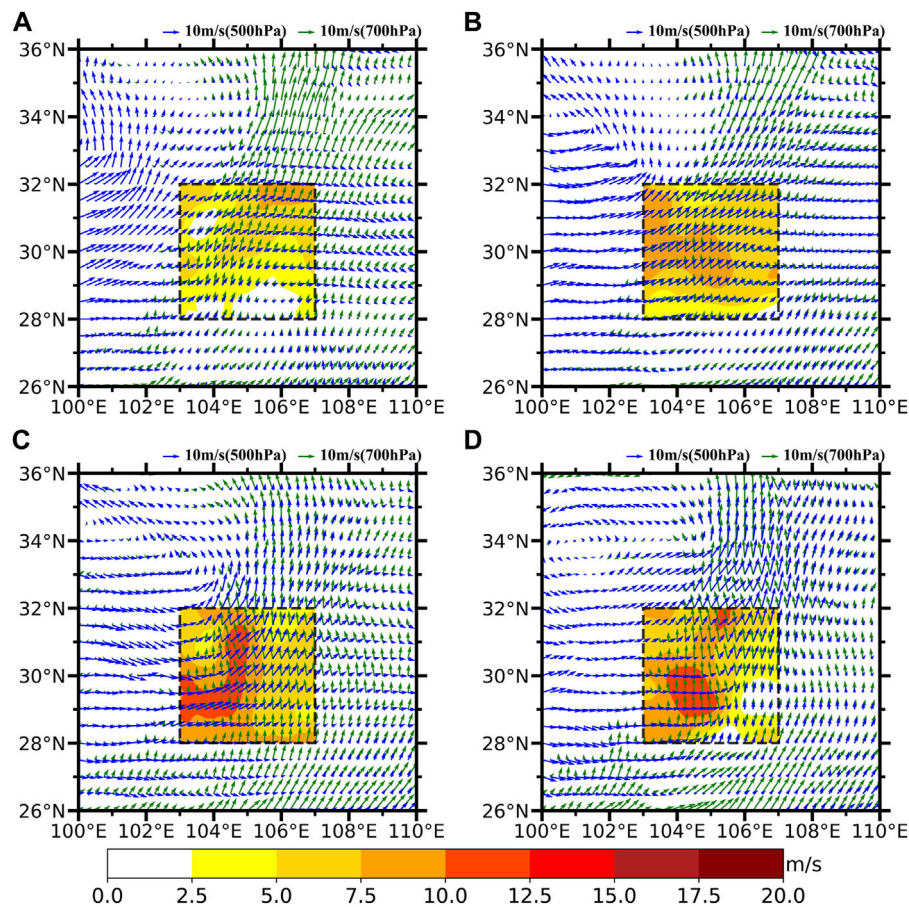 A 10m/s(500hPa) 10m/s(700hPa)
36°N
34°N
32°N
30°N
28°N
26°N
100°E 102°E 104°E 106°E 108°E 110°E
B 10m/s(500hPa) 10m/s(700hPa)
36°N
34°N
32°N
30°N
28°N
26°N
100°E 102°E 104°E 106°E 108°E 110°E
C 10m/s(500hPa) 10m/s(700hPa)
36°N
34°N
32°N
30°N
28°N
26°N
100°E 102°E 104°E 106°E 108°E 110°E
D 10m/s(500hPa) 10m/s(700hPa)
36°N
34°N
32°N
30°N
28°N
26°N
100°E 102°E 104°E 106°E 108°E 110°E
m/s
0.0 2.5 5.0 7.5 10.0 12.5 15.0 17.5 20.0